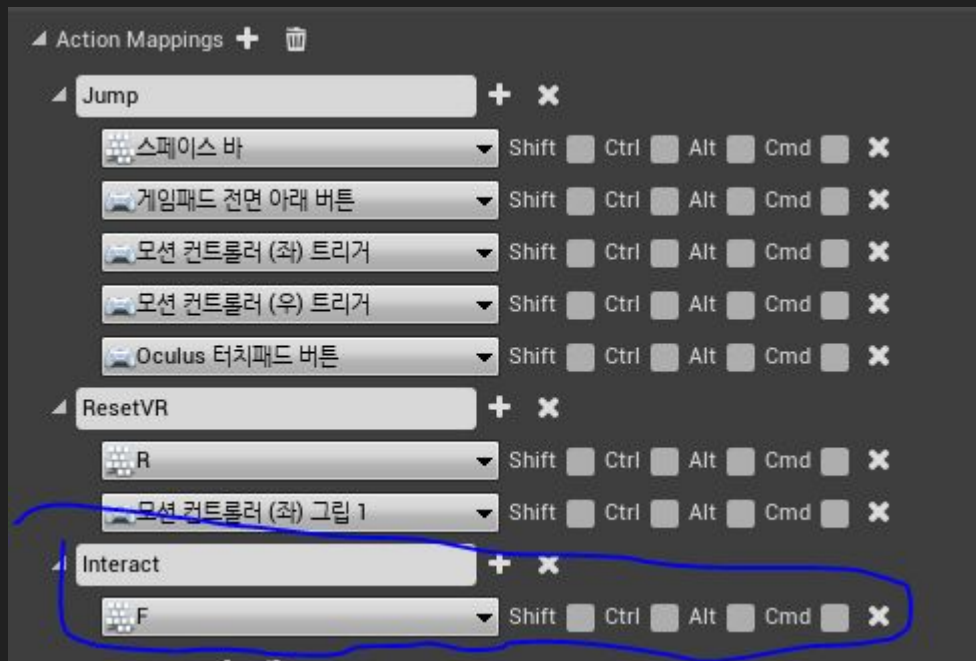 Action Mappings
Jump
스페이스 바 Shift Ctrl Alt Cmd
게임패드 전면 아래 버튼 Shift Ctrl Alt Cmd
모션 컨트롤러 (좌) 트리거 Shift Ctrl Alt Cmd
모션 컨트롤러 (우) 트리거 Shift Ctrl Alt Cmd
Oculus 터치패드 버튼 Shift Ctrl Alt Cmd
ResetVR
R Shift Ctrl Alt Cmd
모션 컨트롤러 (좌) 그립 1 Shift Ctrl Alt Cmd
Interact
F Shift Ctrl Alt Cmd